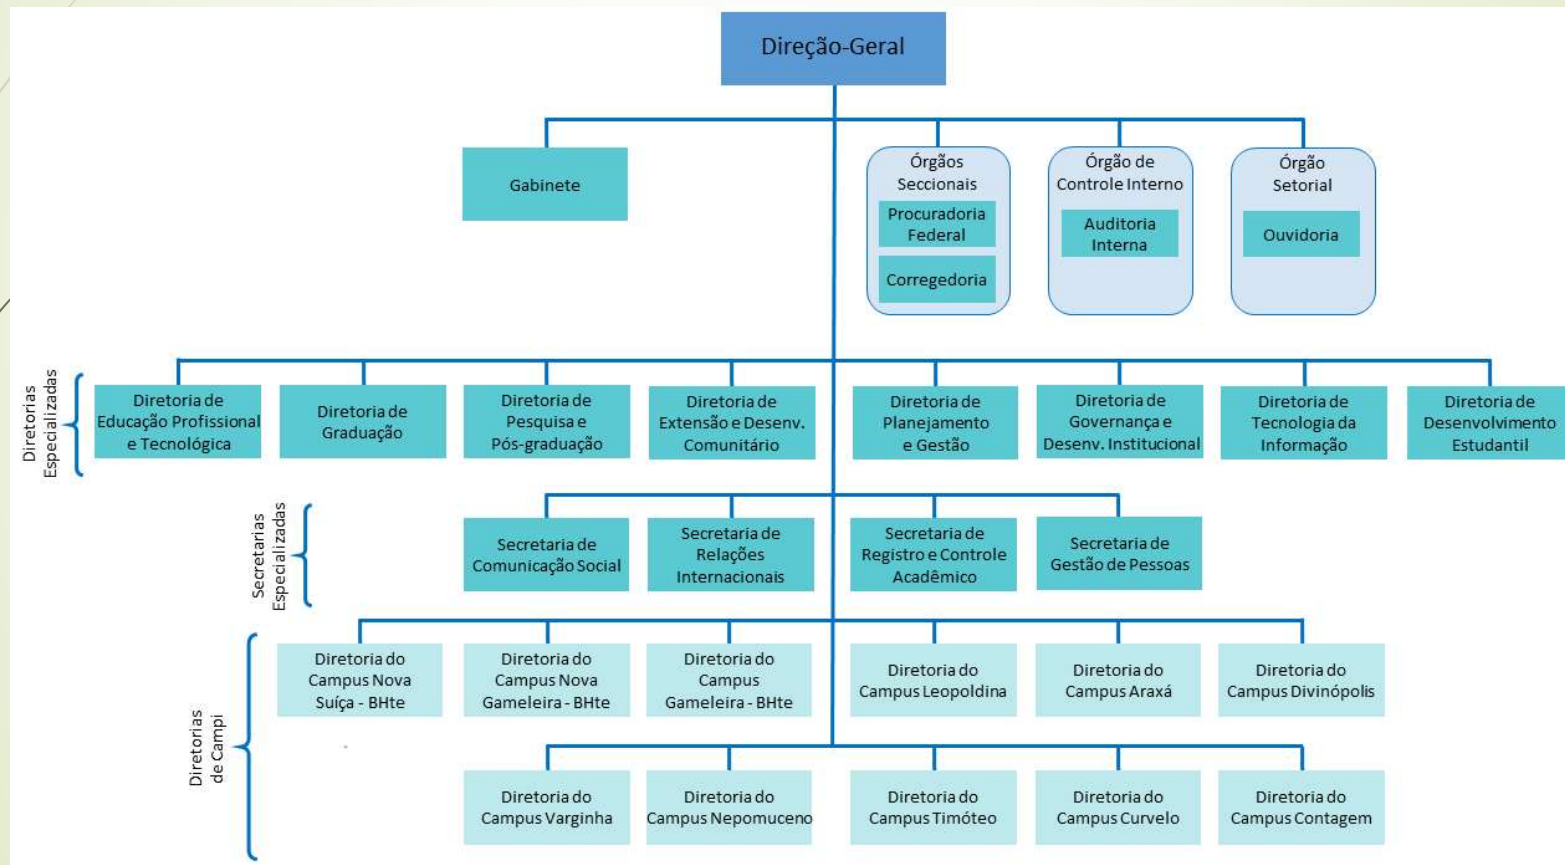 Direção-Geral
Gabinete
Órgãos
Seccionais
Procuradoria
Federal
Corregedoria
Órgão de
Controle Interno
Auditoria
Interna
Órgão
Setorial
Ouvidoria
Diretorias
Especializadas
Diretoria de
Educação Profissional
e Tecnológica
Diretoria de
Graduação
Diretoria de
Pesquisa e
Pós-graduação
Diretoria de
Extensão e Desenv.
Comunitário
Diretoria de
Planejamento
e Gestão
Diretoria de
Governança e
Desenv. Institucional
Diretoria de
Tecnologia da
Informação
Diretoria de
Desenvolvimento
Estudantil
Secretarias
Especializadas
Secretaria de
Comunicação Social
Secretaria de
Relações
Internacionais
Secretaria de
Registro e Controle
Acadêmico
Secretaria de
Gestão de Pessoas
Diretorias
de Campi
Diretoria do
Campus Nova
Suíça - BHte
Diretoria do
Campus Nova
Gameleira - BHte
Diretoria do
Campus
Gameleira - BHte
Diretoria do
Campus Leopoldina
Diretoria do
Campus Araxá
Diretoria do
Campus Divinópolis
Diretoria do
Campus Varginha
Diretoria do
Campus Nepomuceno
Diretoria do
Campus Timóteo
Diretoria do
Campus Curvelo
Diretoria do
Campus Contagem